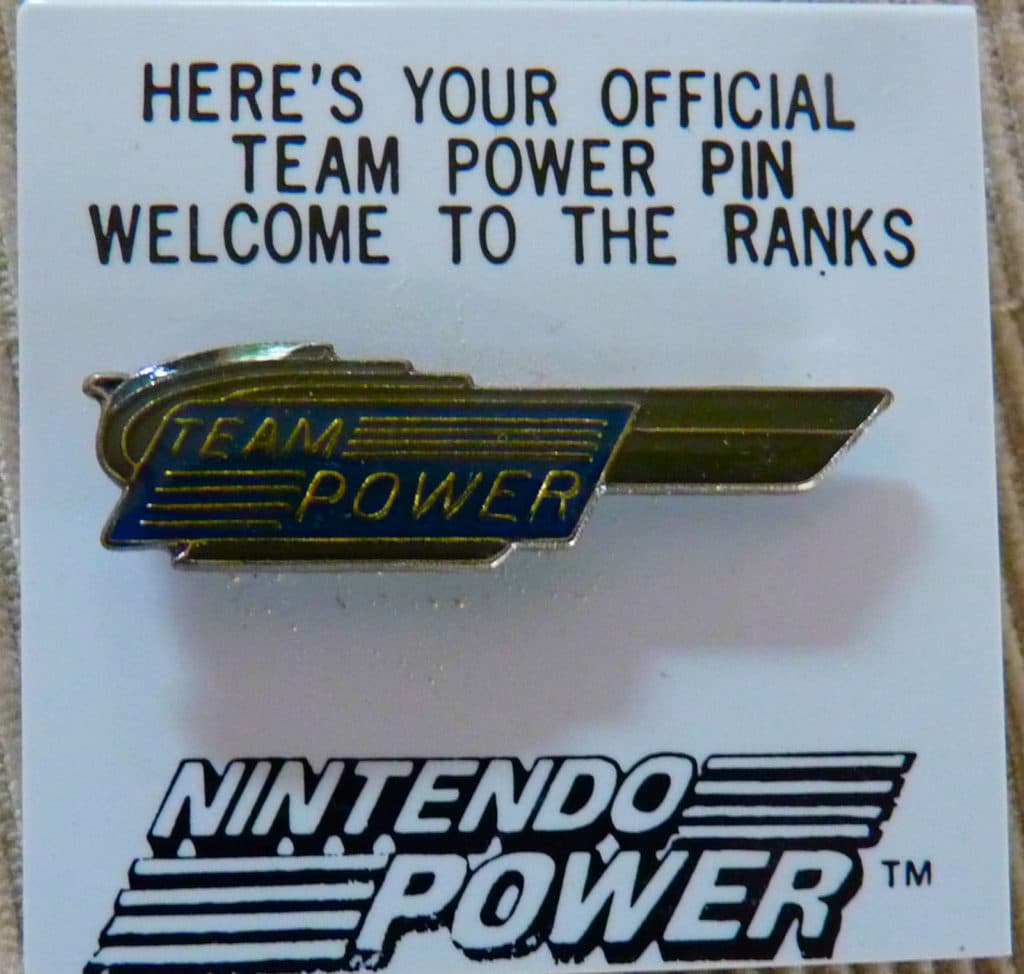 HERE'S YOUR OFFICIAL
TEAM POWER PIN
WELCOME TO THE RANKS
TEAM
POWER
NINTENDO
POWER ™